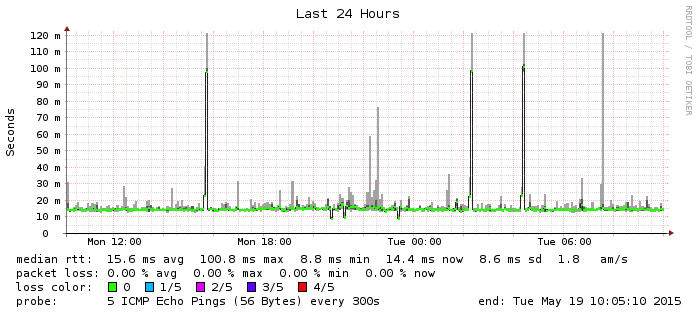 Last 24 Hours
RRDTOOL / TOBI OETIKER
Seconds
120 m
110 m
100 m
90 m
80 m
70 m
60 m
50 m
40 m
30 m
20 m
10 m
0
Mon 12:00 Mon 18:00 Tue 00:00 Tue 06:00
median rtt: 15.6 ms avg 100.8 ms max 8.8 ms min 14.4 ms now 8.6 ms sd 1.8 am/s
packet loss: 0.00 % avg 0.00 % max 0.00 % min 0.00 % now
loss color: 0 1/5 2/5 3/5 4/5
probe: 5 ICMP Echo Pings (56 Bytes) every 300s end: Tue May 19 10:05:10 2015